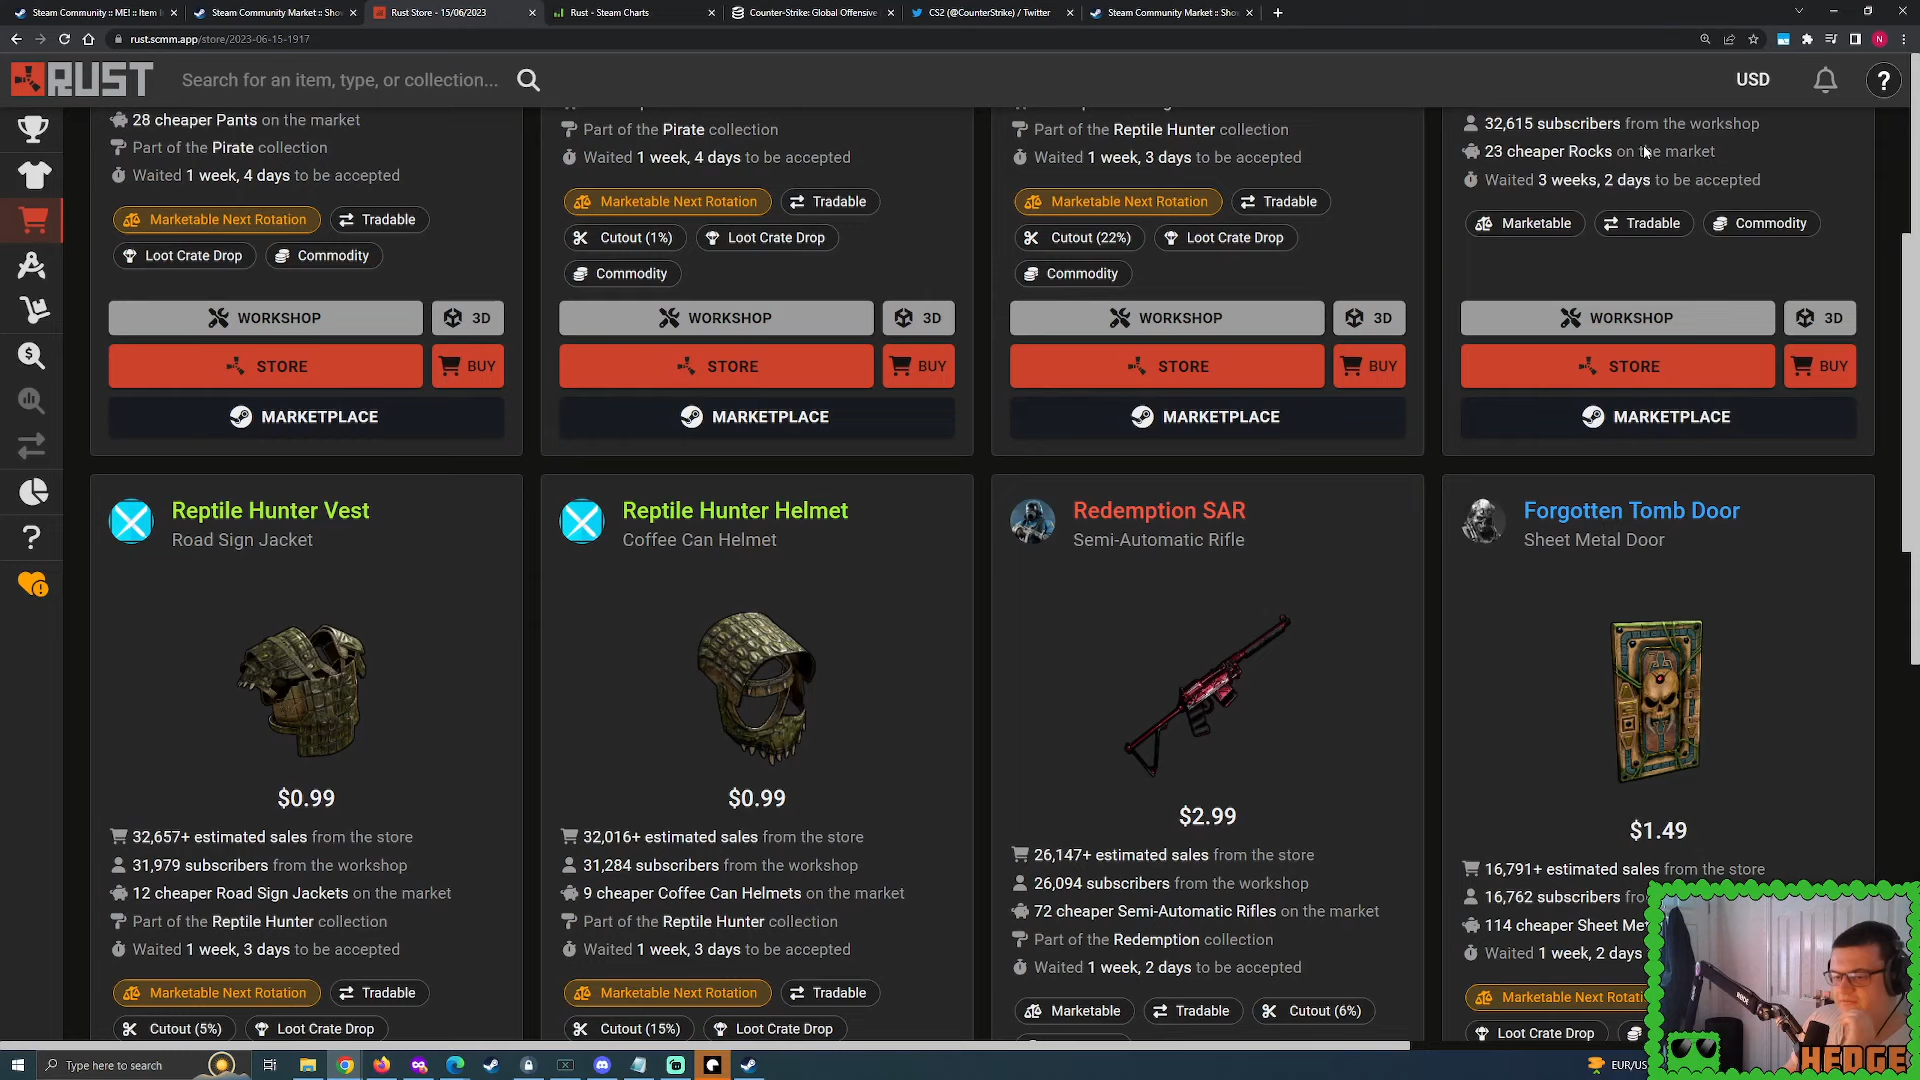 Steam Community :: ME! :: Item I
Steam Community Market :: Show
Rust Store - 15/06/2023
Rust - Steam Charts
Counter-Strike: Global Offensive
CS2 (@CounterStrike) / Twitter
Steam Community Market :: Show
rust.scmm.app/store/2023-06-15-1917
RUST
Search for an item, type, or collection...
USD
28 cheaper Pants on the market
Part of the Pirate collection
Waited 1 week, 4 days to be accepted
Marketable Next Rotation
Tradable
Loot Crate Drop
Commodity
WORKSHOP
3D
STORE
BUY
MARKETPLACE
Part of the Pirate collection
Waited 1 week, 4 days to be accepted
Marketable Next Rotation
Tradable
Cutout (1%)
Loot Crate Drop
Commodity
WORKSHOP
3D
STORE
BUY
MARKETPLACE
Part of the Reptile Hunter collection
Waited 1 week, 3 days to be accepted
Marketable Next Rotation
Tradable
Cutout (22%)
Loot Crate Drop
Commodity
WORKSHOP
3D
STORE
BUY
MARKETPLACE
32,615 subscribers from the workshop
23 cheaper Rocks on the market
Waited 3 weeks, 2 days to be accepted
Marketable
Tradable
Commodity
WORKSHOP
3D
STORE
BUY
MARKETPLACE
Reptile Hunter Vest
Road Sign Jacket
$0.99
32,657+ estimated sales from the store
31,979 subscribers from the workshop
12 cheaper Road Sign Jackets on the market
Part of the Reptile Hunter collection
Waited 1 week, 3 days to be accepted
Marketable Next Rotation
Tradable
Cutout (5%)
Loot Crate Drop
Reptile Hunter Helmet
Coffee Can Helmet
$0.99
32,016+ estimated sales from the store
31,284 subscribers from the workshop
9 cheaper Coffee Can Helmets on the market
Part of the Reptile Hunter collection
Waited 1 week, 3 days to be accepted
Marketable Next Rotation
Tradable
Cutout (15%)
Loot Crate Drop
Redemption SAR
Semi-Automatic Rifle
$2.99
26,147+ estimated sales from the store
26,094 subscribers from the workshop
72 cheaper Semi-Automatic Rifles on the market
Part of the Redemption collection
Waited 1 week, 2 days to be accepted
Marketable
Tradable
Cutout (6%)
Forgotten Tomb Door
Sheet Metal Door
$1.49
16,791+ estimated sales from the store
16,762 subscribers fro
114 cheaper Sheet Me
Waited 1 week, 2 days
Marketable Next Rotati
Loot Crate Drop
HEDGE
Type here to search
EUR/US